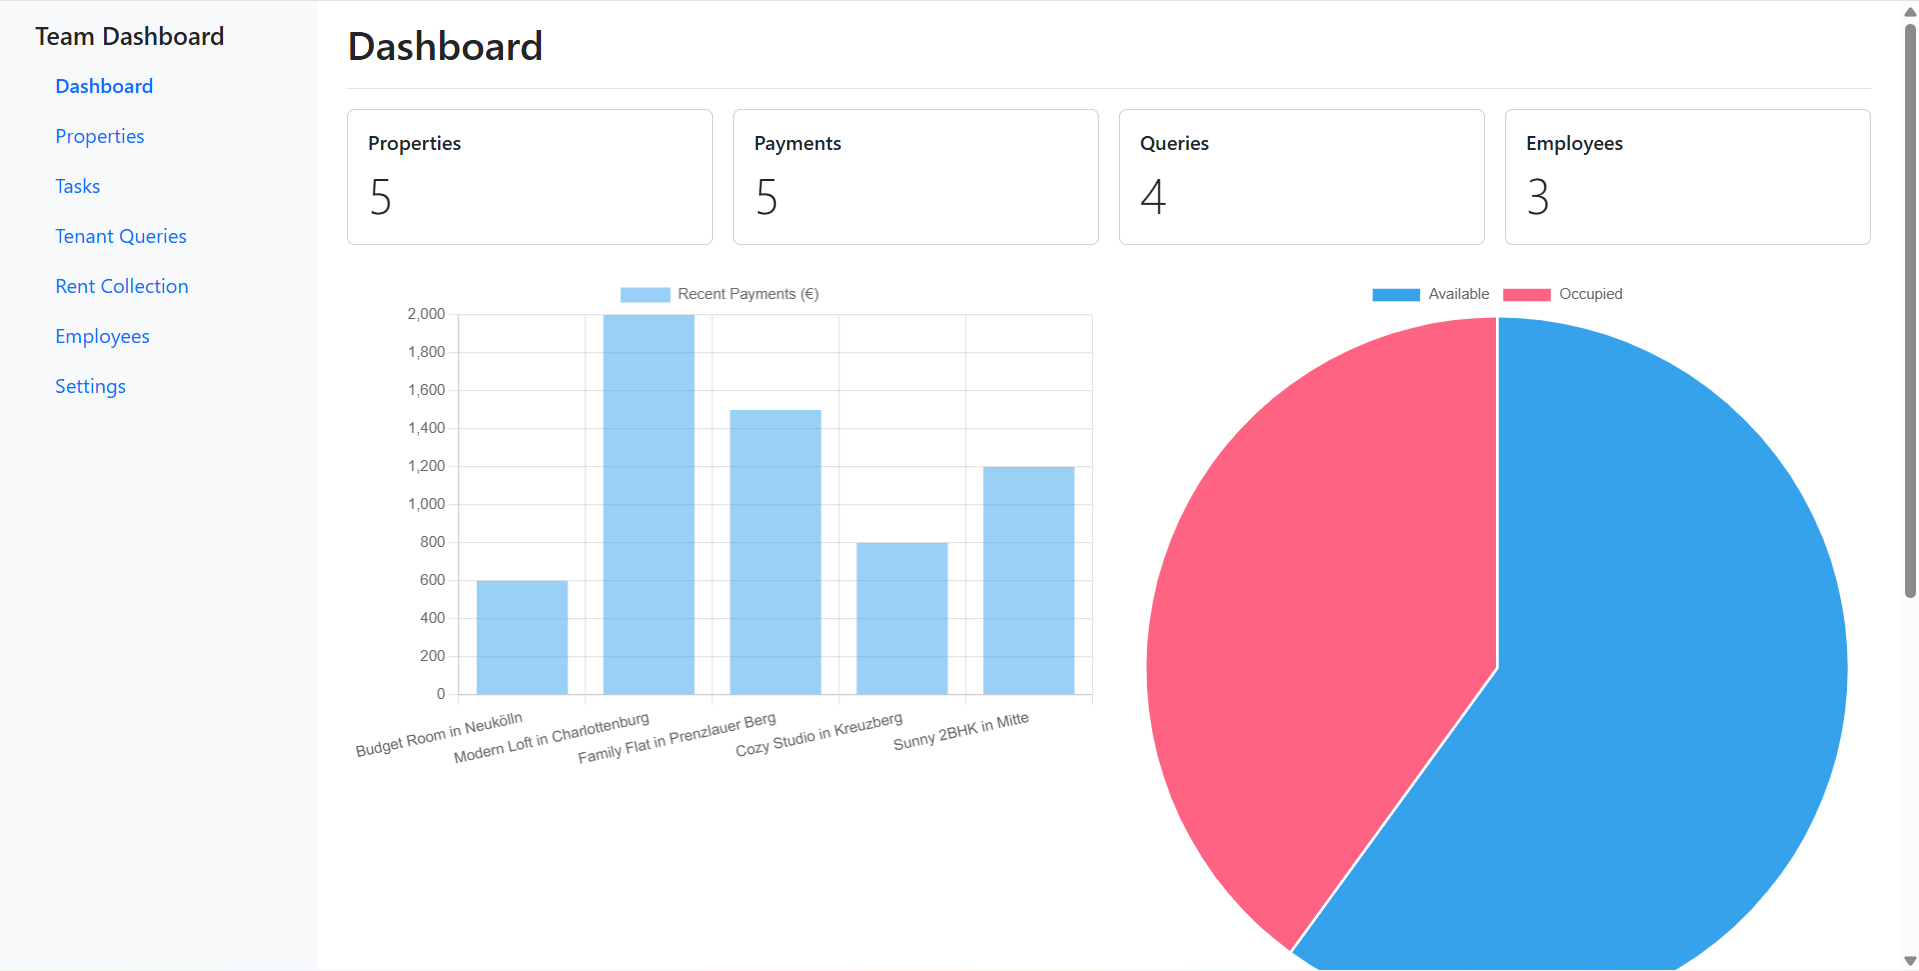 Team Dashboard
Dashboard
Properties
Tasks
Tenant Queries
Rent Collection
Employees
Settings
Dashboard
Properties
5
Payments
5
Queries
4
Employees
3
Recent Payments (€)
2,000
1,800
1,600
1,400
1,200
1,000
800
600
400
200
0
Budget Room in Neukölln
Modern Loft in Charlottenburg
Family Flat in Prenzlauer Berg
Cozy Studio in Kreuzberg
Sunny 2BHK in Mitte
Available
Occupied